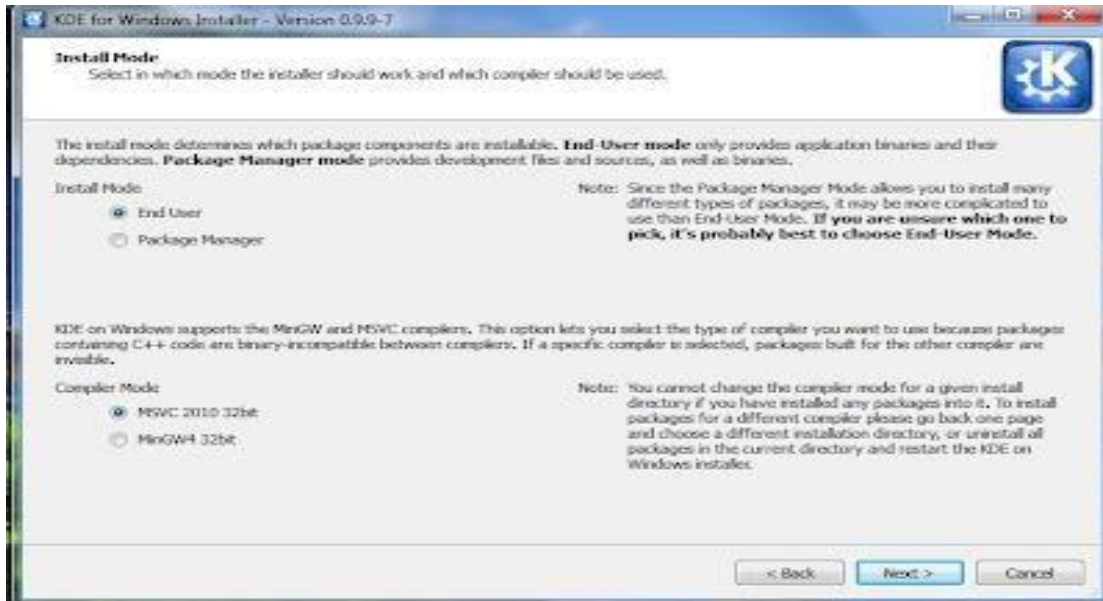 KDE for Windows Installer - Version 0.9.9-7
Install Mode
Select in which mode the installer should work and which compiler should be used.
The install mode determines which package components are installable. End-User mode only provides application binaries and their
dependencies. Package Manager mode provides development files and sources, as well as binaries.
Install Mode
End User
Package Manager
Note: Since the Package Manager Mode allows you to install many
different types of packages, it may be more complicated to
use than End-User Mode. If you are unsure which one to
pick, it's probably best to choose End-User Mode.
KDE on Windows supports the MinGW and MSVC compilers. This option lets you select the type of compiler you want to use because packages
containing C++ code are binary-incompatible between compilers. If a specific compiler is selected, packages built for the other compiler are
invisible.
Compiler Mode
MSVC 2010 32bit
MinGW4 32bit
Note: You cannot change the compiler mode for a given install
directory if you have installed any packages into it. To install
packages for a different compiler please go back one page
and choose a different installation directory, or uninstall all
packages in the current directory and restart the KDE on
Windows installer.
< Back
Next >
Cancel